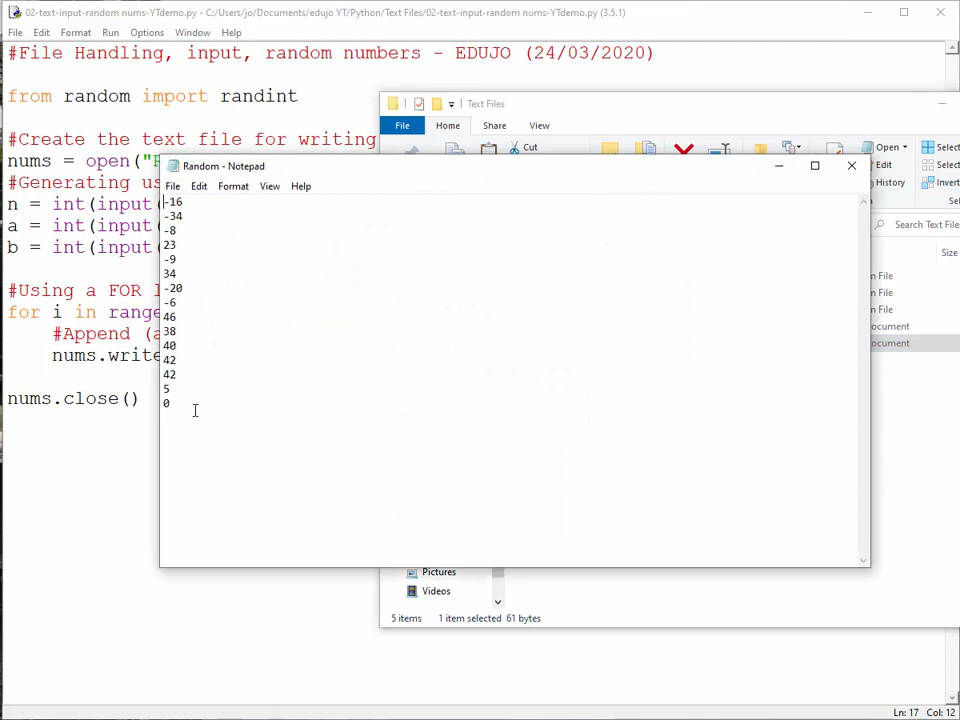 02-text-input-random nums-YTdemo.py - C:/Users/jo/Documents/edujo YT/Python/Text Files/02-text-input-random nums-YTdemo.py (3.5.1)
File Edit Format Run Options Window Help
#File Handling, input, random numbers - EDUJO (24/03/2020)
from random import randint
#Create the text file for writing
nums = open("
#Generating us
n = int(input(
a = int(input(
b = int(input(
#Using a FOR
for i in range
#Append (a
nums.write
nums.close()
Text Files
File Home Share View
Cut
Open
Select
Edit
Select
History
Invert
Search Text File
Size
n File
n File
n File
ocument
ocument
Pictures
Videos
5 items 1 item selected 61 bytes
Random - Notepad
File Edit Format View Help
-16
-34
-8
23
-9
34
-20
-6
46
38
40
42
42
5
0
Ln: 17 Col: 12